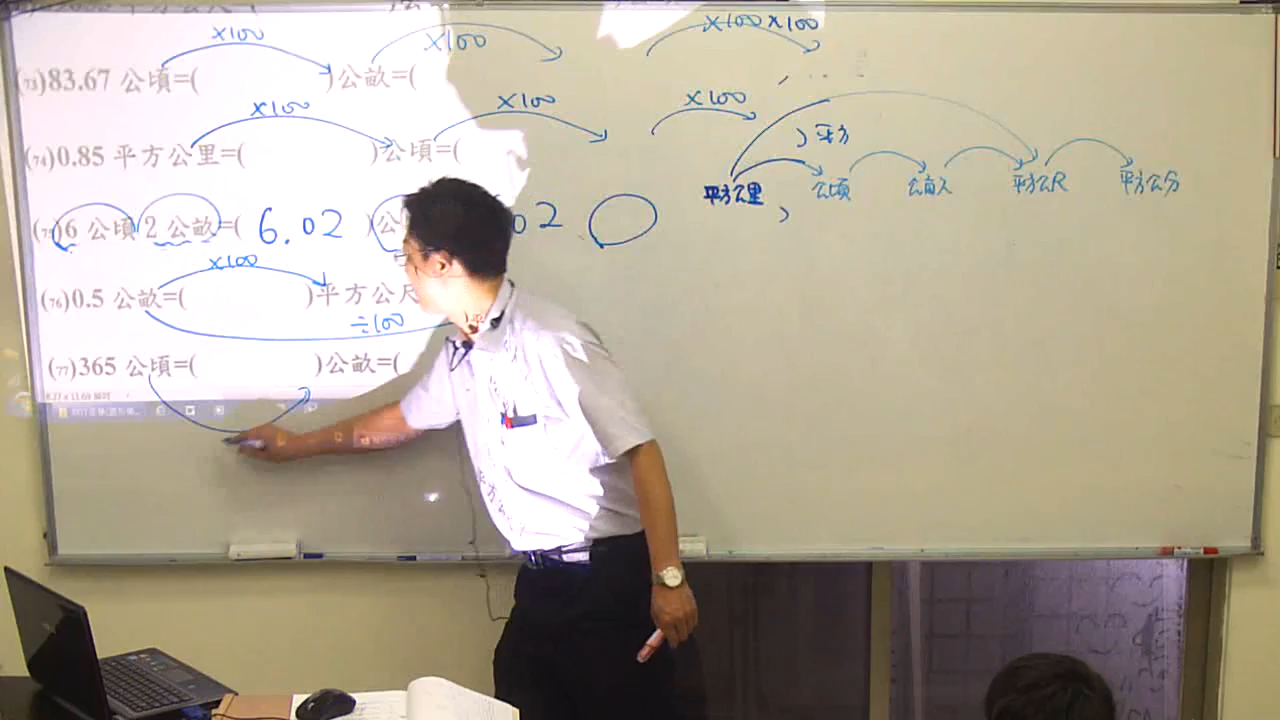 ×100 ×100 ×100×100
(73)83.67 公頃=( )公畝=(
×100 ×100 ×100
(74)0.85 平方公里=( )公頃=(
)平方
平方公里 公頃 公畝 平方公尺 平方公分
(75)6 公頃 2 公畝=( 6.02 )公 02 )
×100
(76)0.5 公畝=( )平方公尺
÷100
(77)365 公頃=( )公畝=(